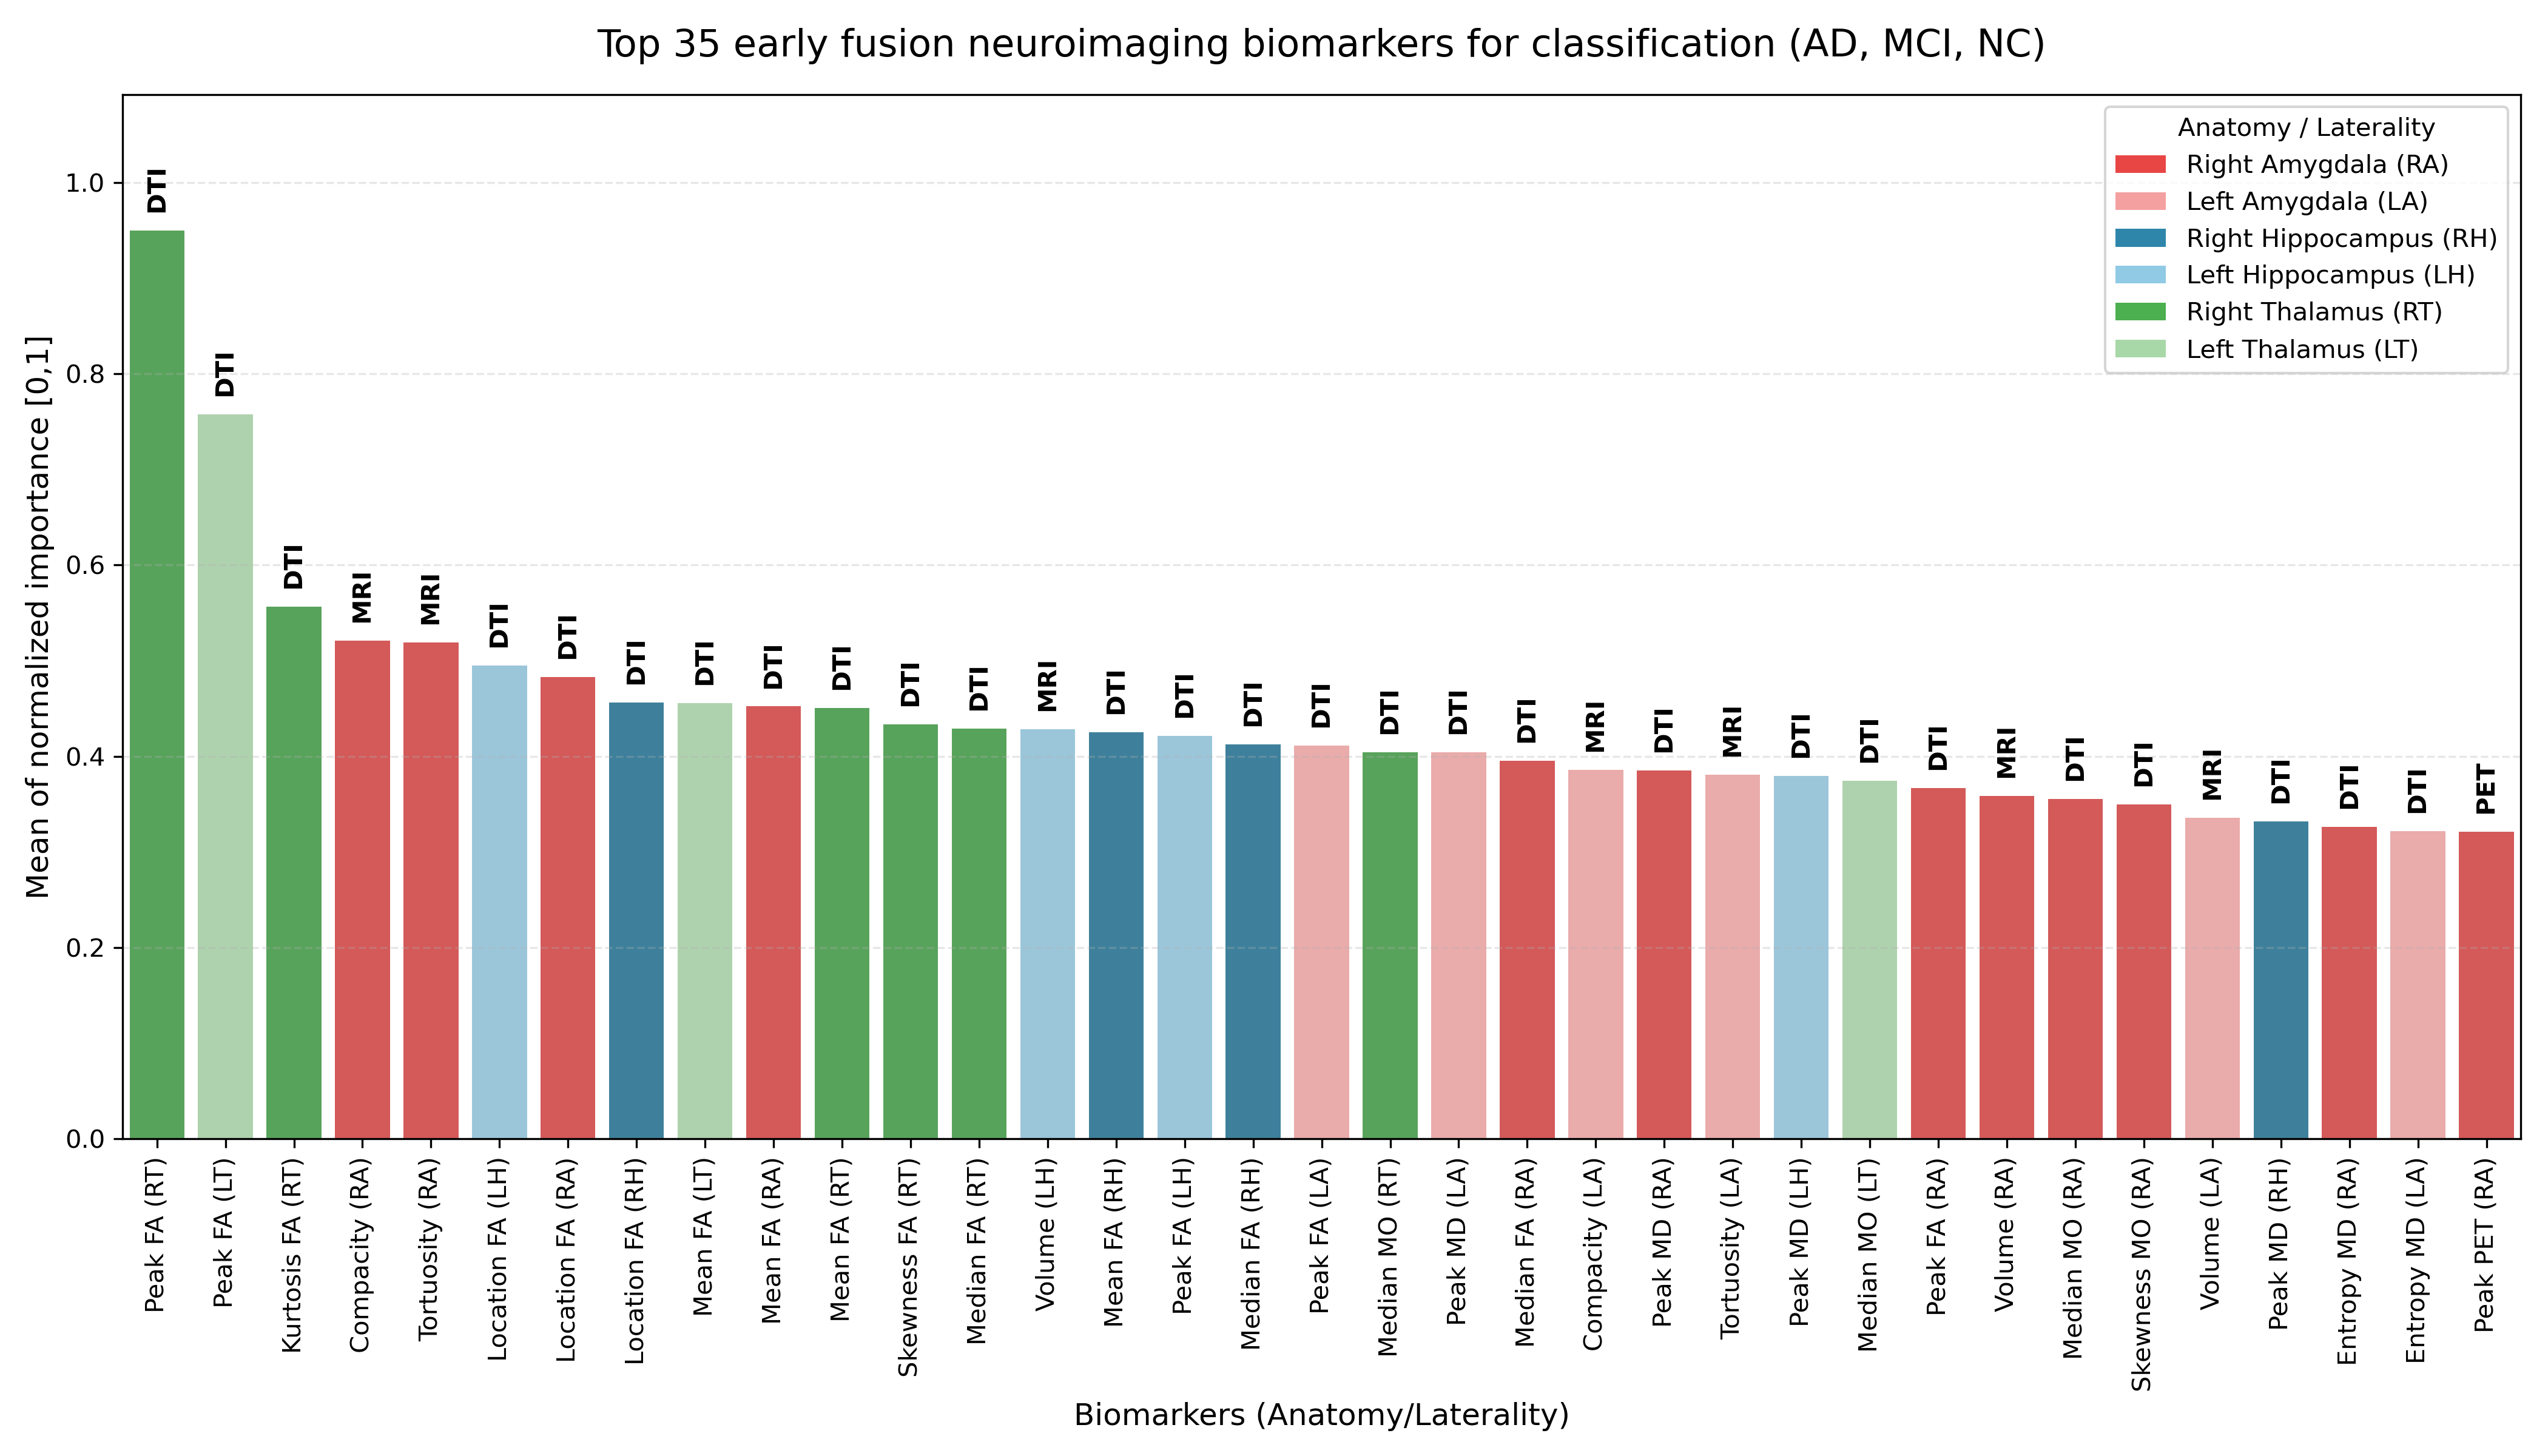 Top 35 early fusion neuroimaging biomarkers for classification (AD, MCI, NC)
Mean of normalized importance [0,1]
1.0
0.8
0.6
0.4
0.2
0.0
Anatomy / Laterality
Right Amygdala (RA)
Left Amygdala (LA)
Right Hippocampus (RH)
Left Hippocampus (LH)
Right Thalamus (RT)
Left Thalamus (LT)
DTI
DTI
DTI
MRI
MRI
DTI
DTI
DTI
DTI
DTI
DTI
DTI
DTI
MRI
DTI
DTI
DTI
DTI
DTI
DTI
DTI
MRI
DTI
MRI
DTI
DTI
DTI
MRI
DTI
DTI
MRI
DTI
DTI
DTI
PET
Peak FA (RT)
Peak FA (LT)
Kurtosis FA (RT)
Compacity (RA)
Tortuosity (RA)
Location FA (LH)
Location FA (RA)
Location FA (RH)
Mean FA (LT)
Mean FA (RA)
Mean FA (RT)
Skewness FA (RT)
Median FA (RT)
Volume (LH)
Mean FA (RH)
Peak FA (LH)
Median FA (RH)
Peak FA (LA)
Median MO (RT)
Peak MD (LA)
Median FA (RA)
Compacity (LA)
Peak MD (RA)
Tortuosity (LA)
Peak MD (LH)
Median MO (LT)
Peak FA (RA)
Volume (RA)
Median MO (RA)
Skewness MO (RA)
Volume (LA)
Peak MD (RH)
Entropy MD (RA)
Entropy MD (LA)
Peak PET (RA)
Biomarkers (Anatomy/Laterality)